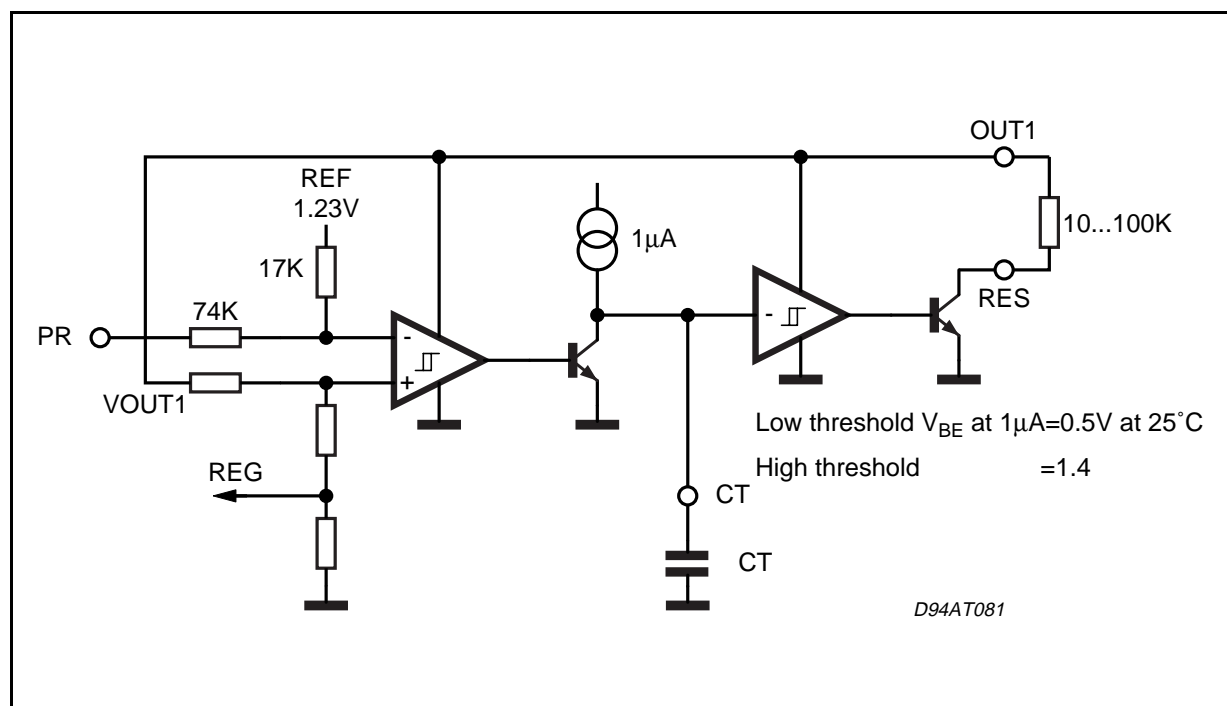 OUT1
REF
1.23V
1μA
10...100K
17K
RES
74K
PR
-
-
+
VOUT1
Low threshold VBE at 1μA=0.5V at 25˚C
REG
High threshold =1.4
CT
CT
D94AT081